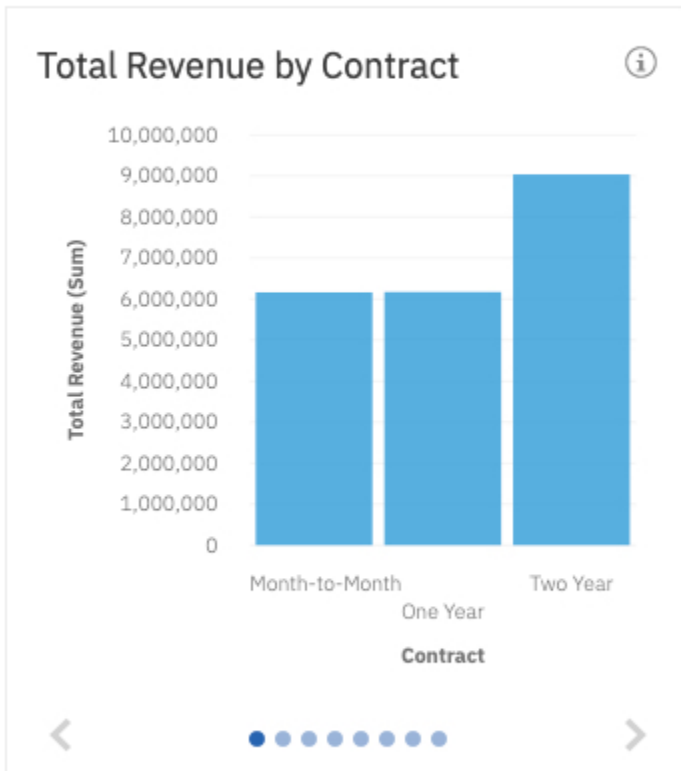 Total Revenue by Contract
10,000,000
9,000,000
8,000,000
7,000,000
6,000,000
5,000,000
4,000,000
3,000,000
2,000,000
1,000,000
0
Total Revenue (Sum)
Month-to-Month
One Year
Two Year
Contract